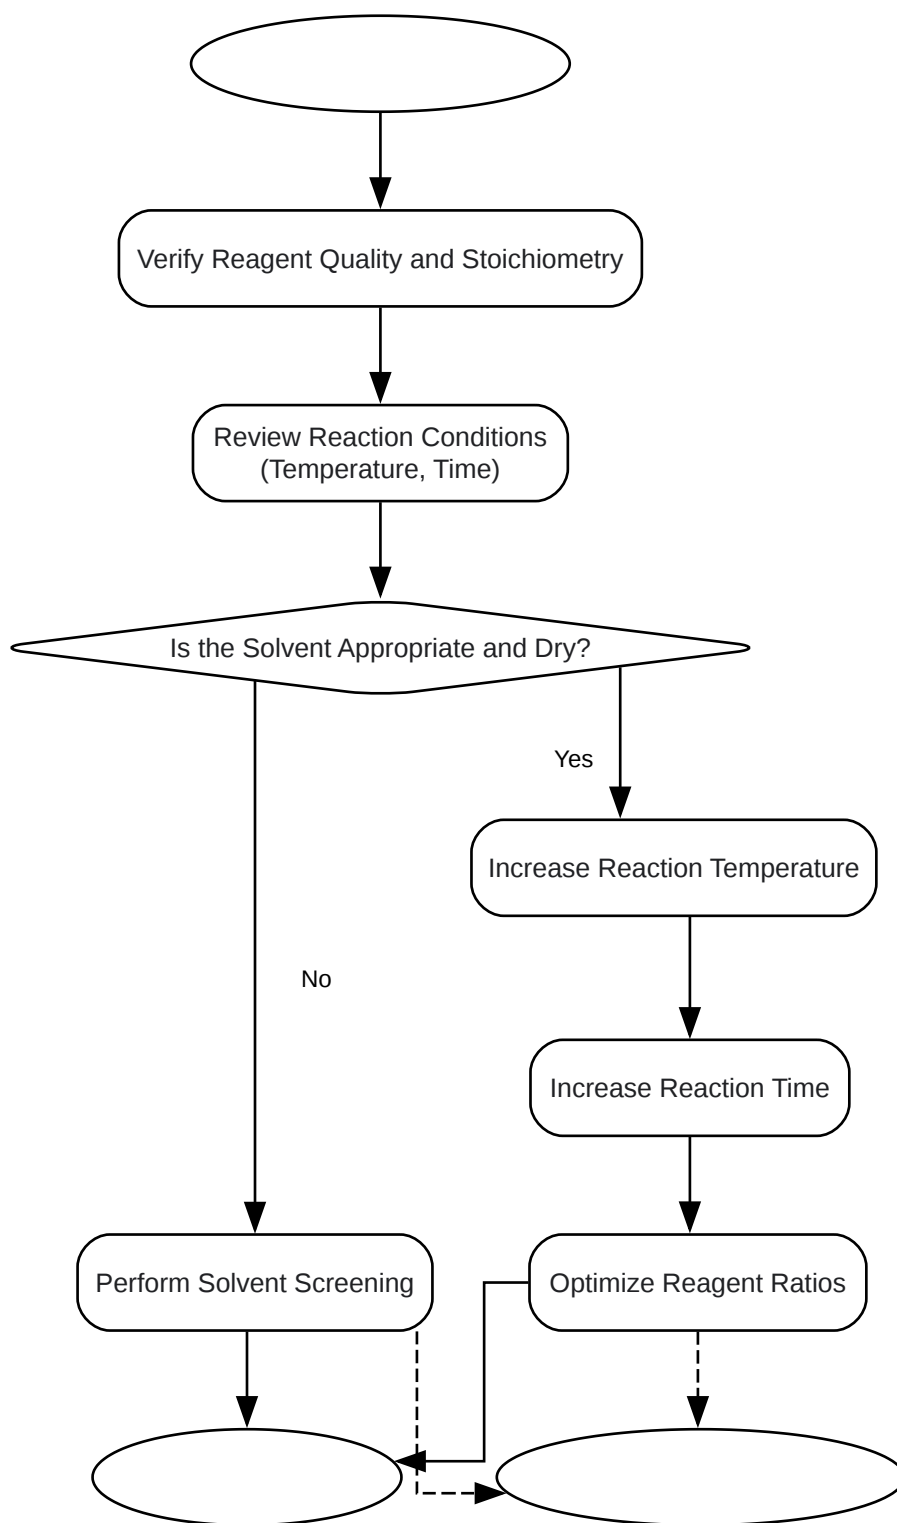 Verify Reagent Quality and Stoichiometry
Review Reaction Conditions
(Temperature, Time)
Is the Solvent Appropriate and Dry?
Yes
Increase Reaction Temperature
No
Increase Reaction Time
Perform Solvent Screening
Optimize Reagent Ratios